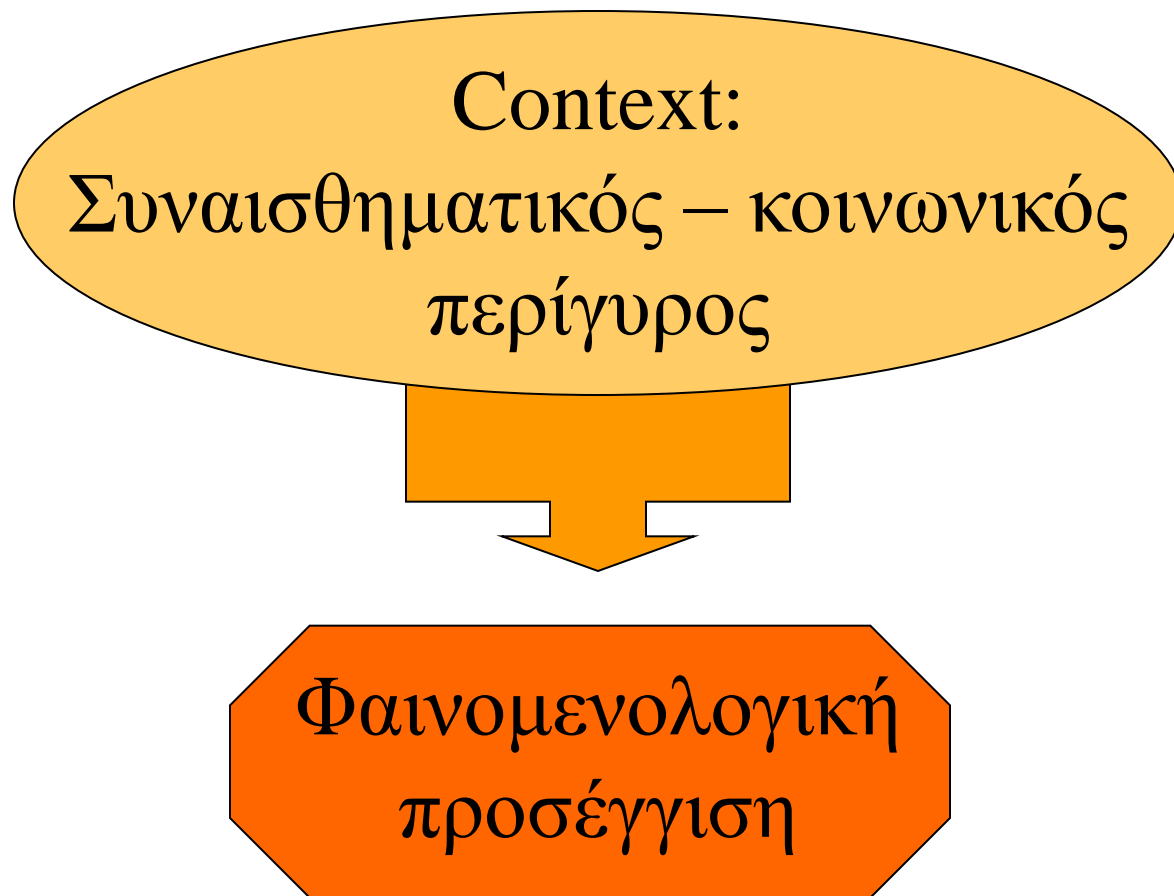 Context:
Συναισθηματικός – κοινωνικός
περίγυρος
Φαινομενολογική
προσέγγιση